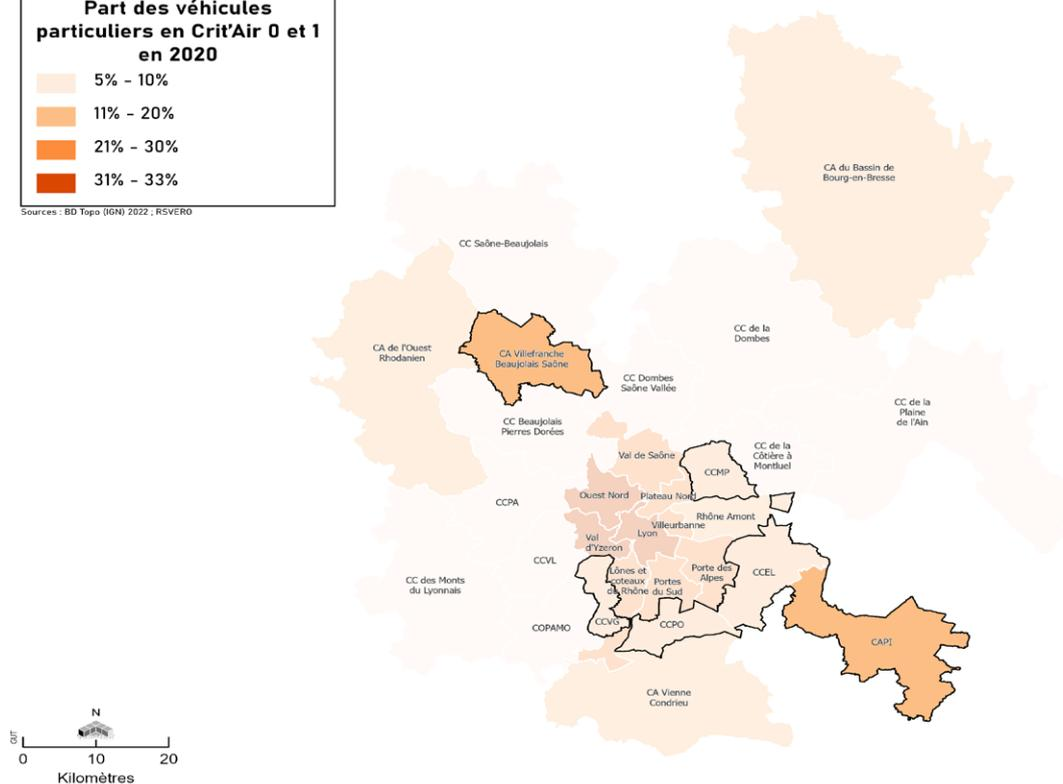 Part des véhicules
particuliers en Crit'Air 0 et 1
en 2020
5% - 10%
11% - 20%
21% - 30%
31% - 33%
Sources : BD Topo (IGN) 2022 ; RSVERO
CA du Bassin de
Bourg-en-Bresse
CC Saône-Beaujolais
CC de la
Dombes
CA de l'Ouest
Rhodanien
CA Villefranche
Beaujolais Saône
CC Dombes
Saône Vallée
CC de la
Plaine
de l'Ain
CC Beaujolais
Pierres Dorées
Val de Saône
CCMP
CC de la
Côtière à
Montluel
CCPA
Ouest Nord
Plateau Nord
Rhône Amont
Villeurbanne
Lyon
Val
d'Yzeron
CCVL
Lônes et
coteaux
du Rhône
Portes
du Sud
Porte des
Alpes
CCEL
CC des Monts
du Lyonnais
COPAMO
CCVG
CCPO
CAPI
CA Vienne
Condrieu
N
GUT
0 10 20
Kilomètres